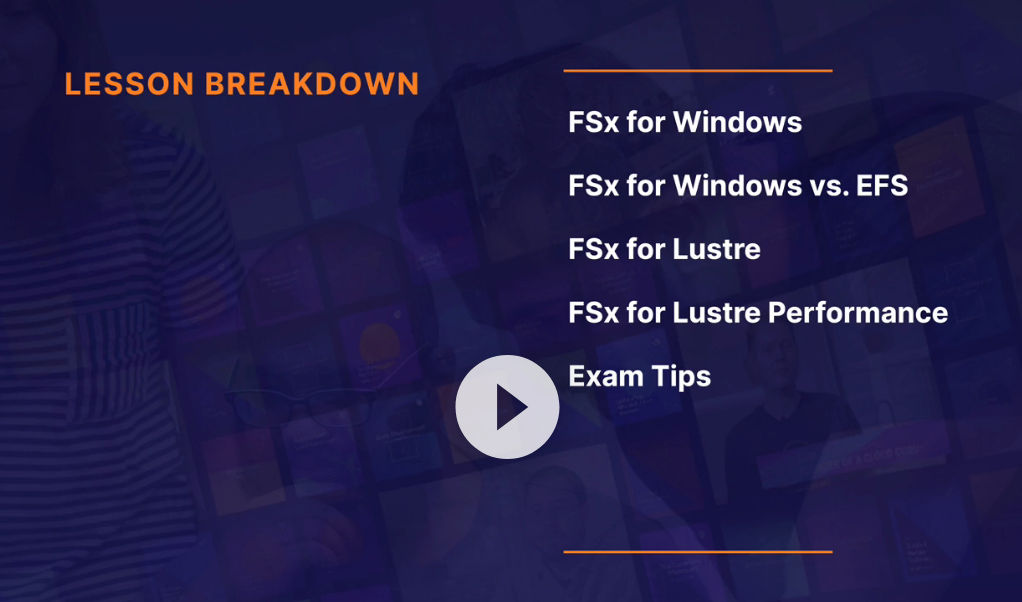 LESSON BREAKDOWN
FSx for Windows
FSx for Windows vs. EFS
FSx for Lustre
FSx for Lustre Performance
Exam Tips